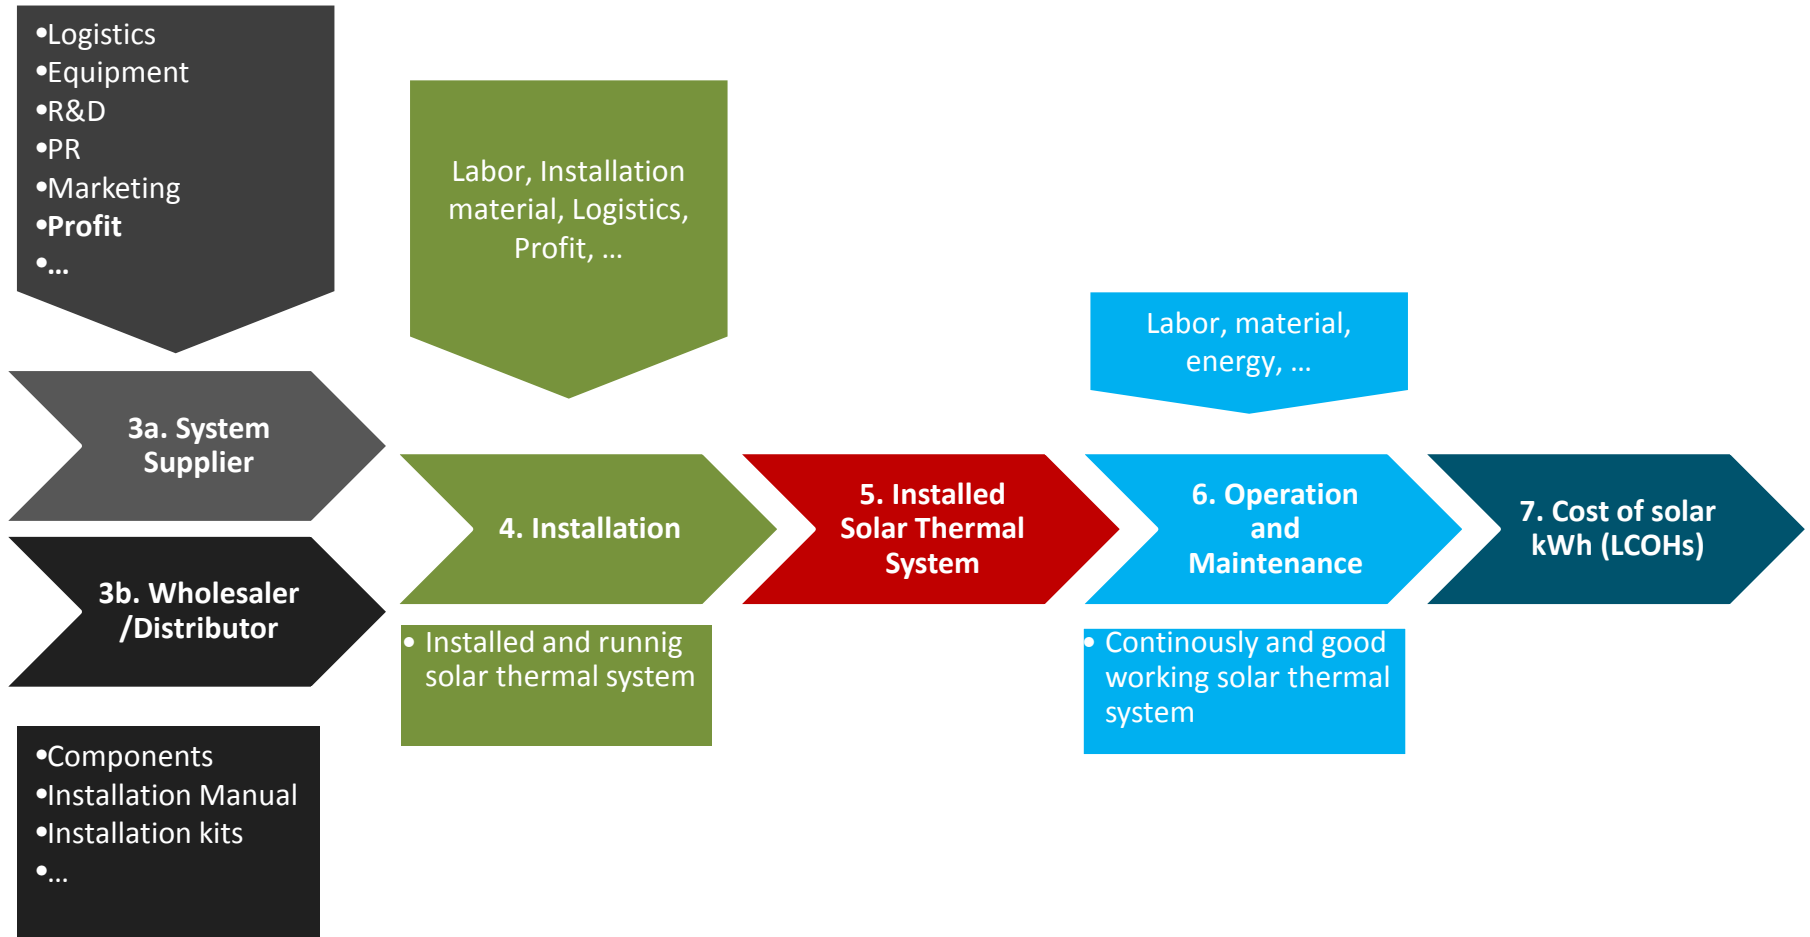 •Logistics
•Equipment
•R&D
•PR
•Marketing
•Profit
•...
Labor, Installation
material, Logistics,
Profit, ...
Labor, material,
energy, ...
3a. System
Supplier
3b. Wholesaler
/Distributor
4. Installation
5. Installed
Solar Thermal
System
6. Operation
and
Maintenance
7. Cost of solar
kWh (LCOHs)
• Installed and runnig
solar thermal system
• Continously and good
working solar thermal
system
•Components
•Installation Manual
•Installation kits
•...